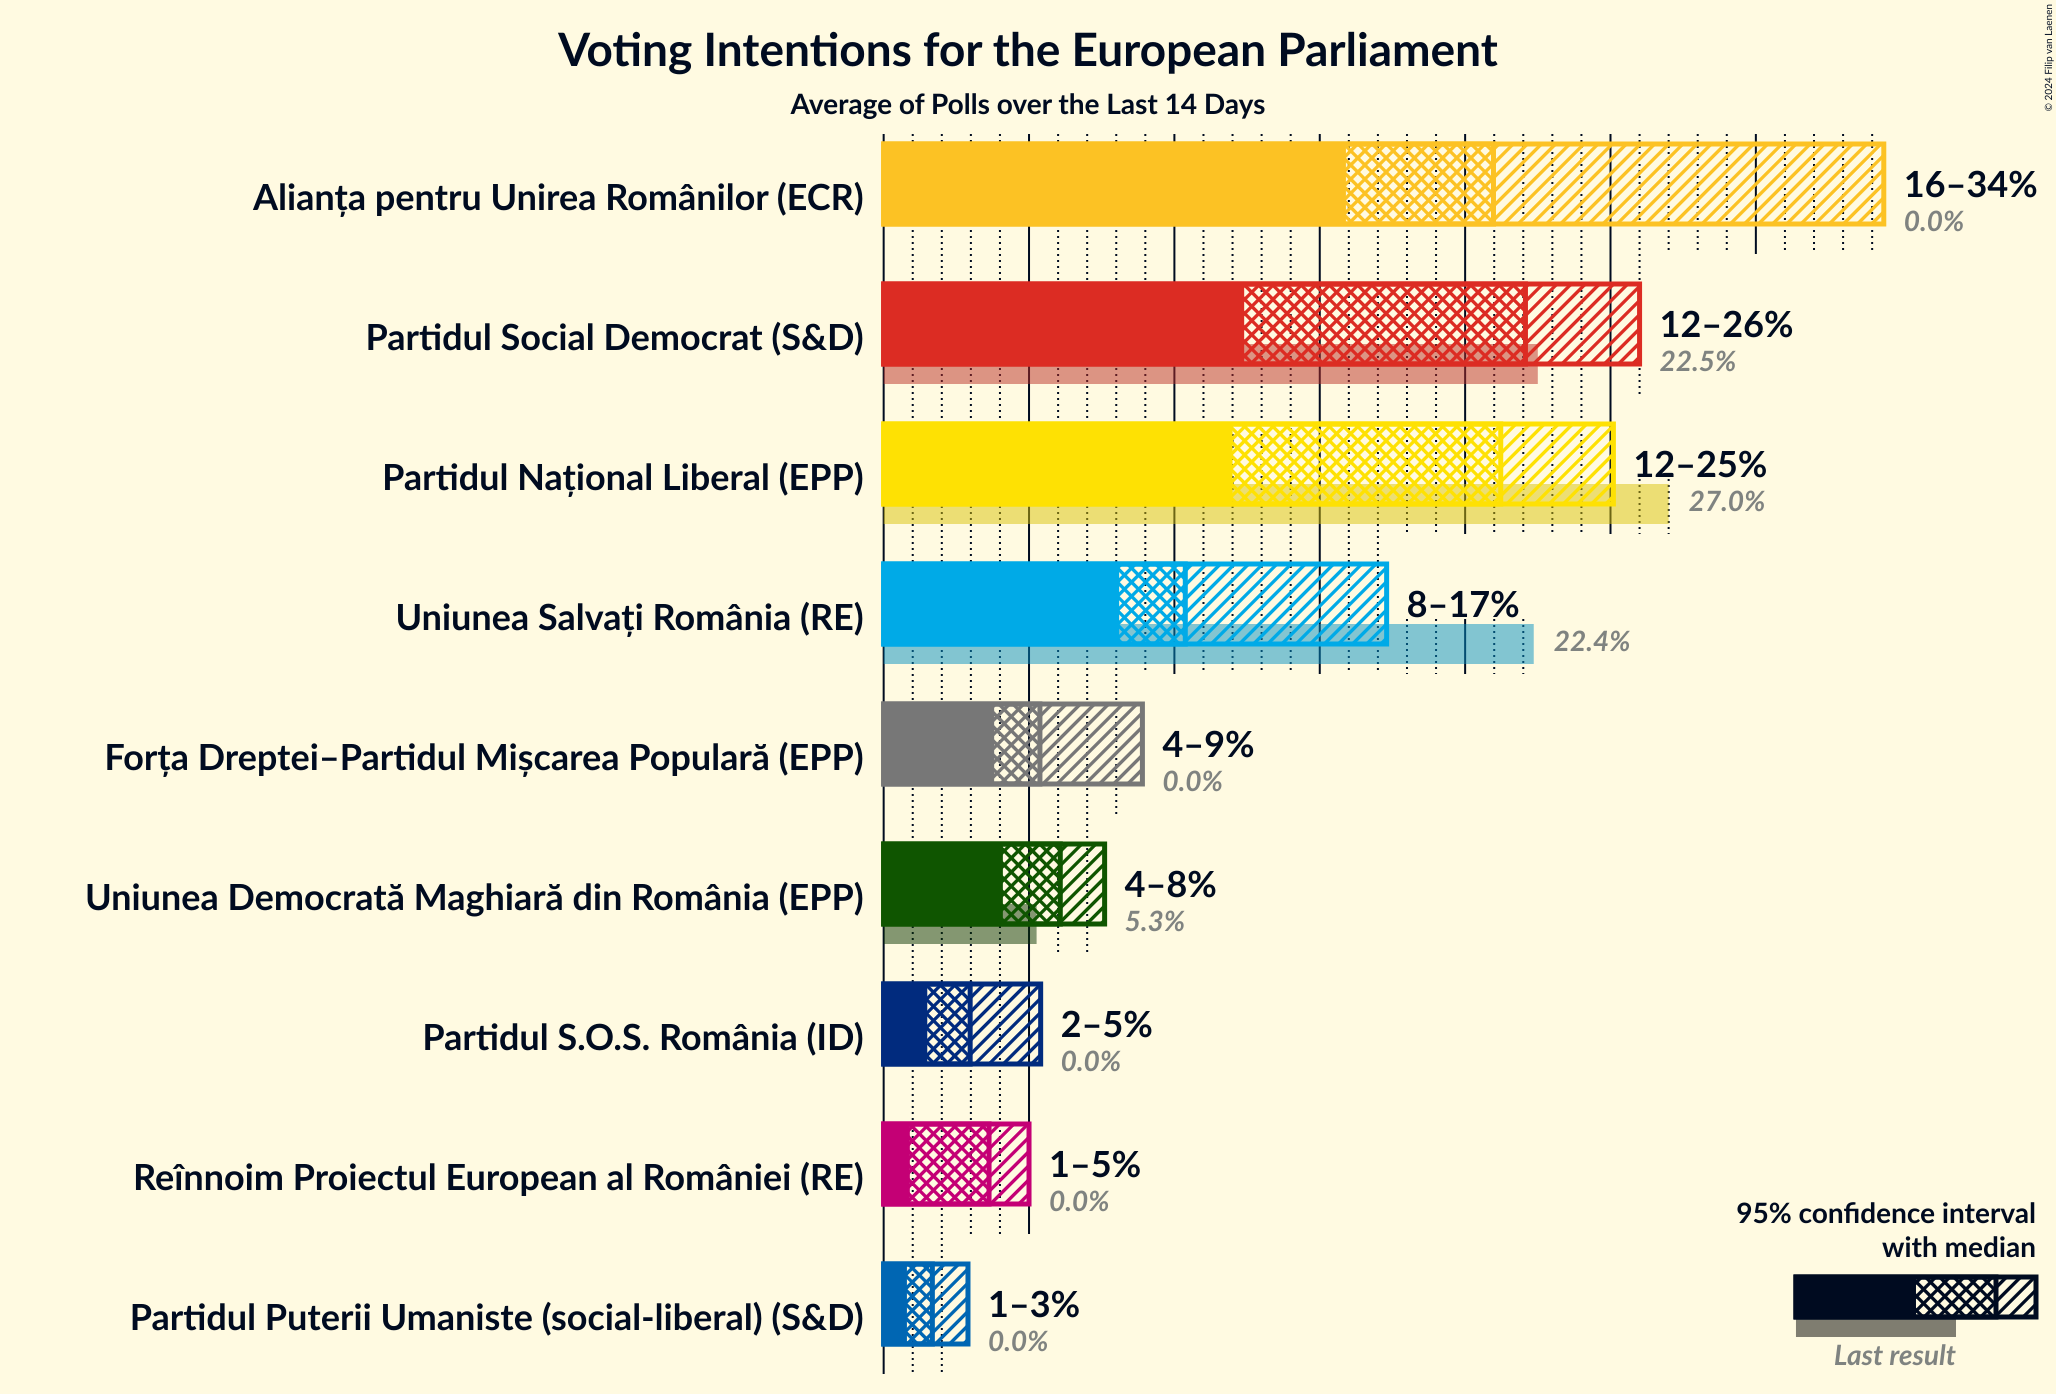 Voting Intentions for the European Parliament
Average of Polls over the Last 14 Days
© 2024 Filip van Laenen
Alianța pentru Unirea Românilor (ECR)
16–34%
0.0%
Partidul Social Democrat (S&D)
12–26%
22.5%
Partidul Național Liberal (EPP)
12–25%
27.0%
Uniunea Salvați România (RE)
8–17%
22.4%
Forța Dreptei–Partidul Mișcarea Populară (EPP)
4–9%
0.0%
Uniunea Democrată Maghiară din România (EPP)
4–8%
5.3%
Partidul S.O.S. România (ID)
2–5%
0.0%
Reînnoim Proiectul European al României (RE)
1–5%
0.0%
Partidul Puterii Umaniste (social-liberal) (S&D)
1–3%
0.0%
95% confidence interval
with median
Last result